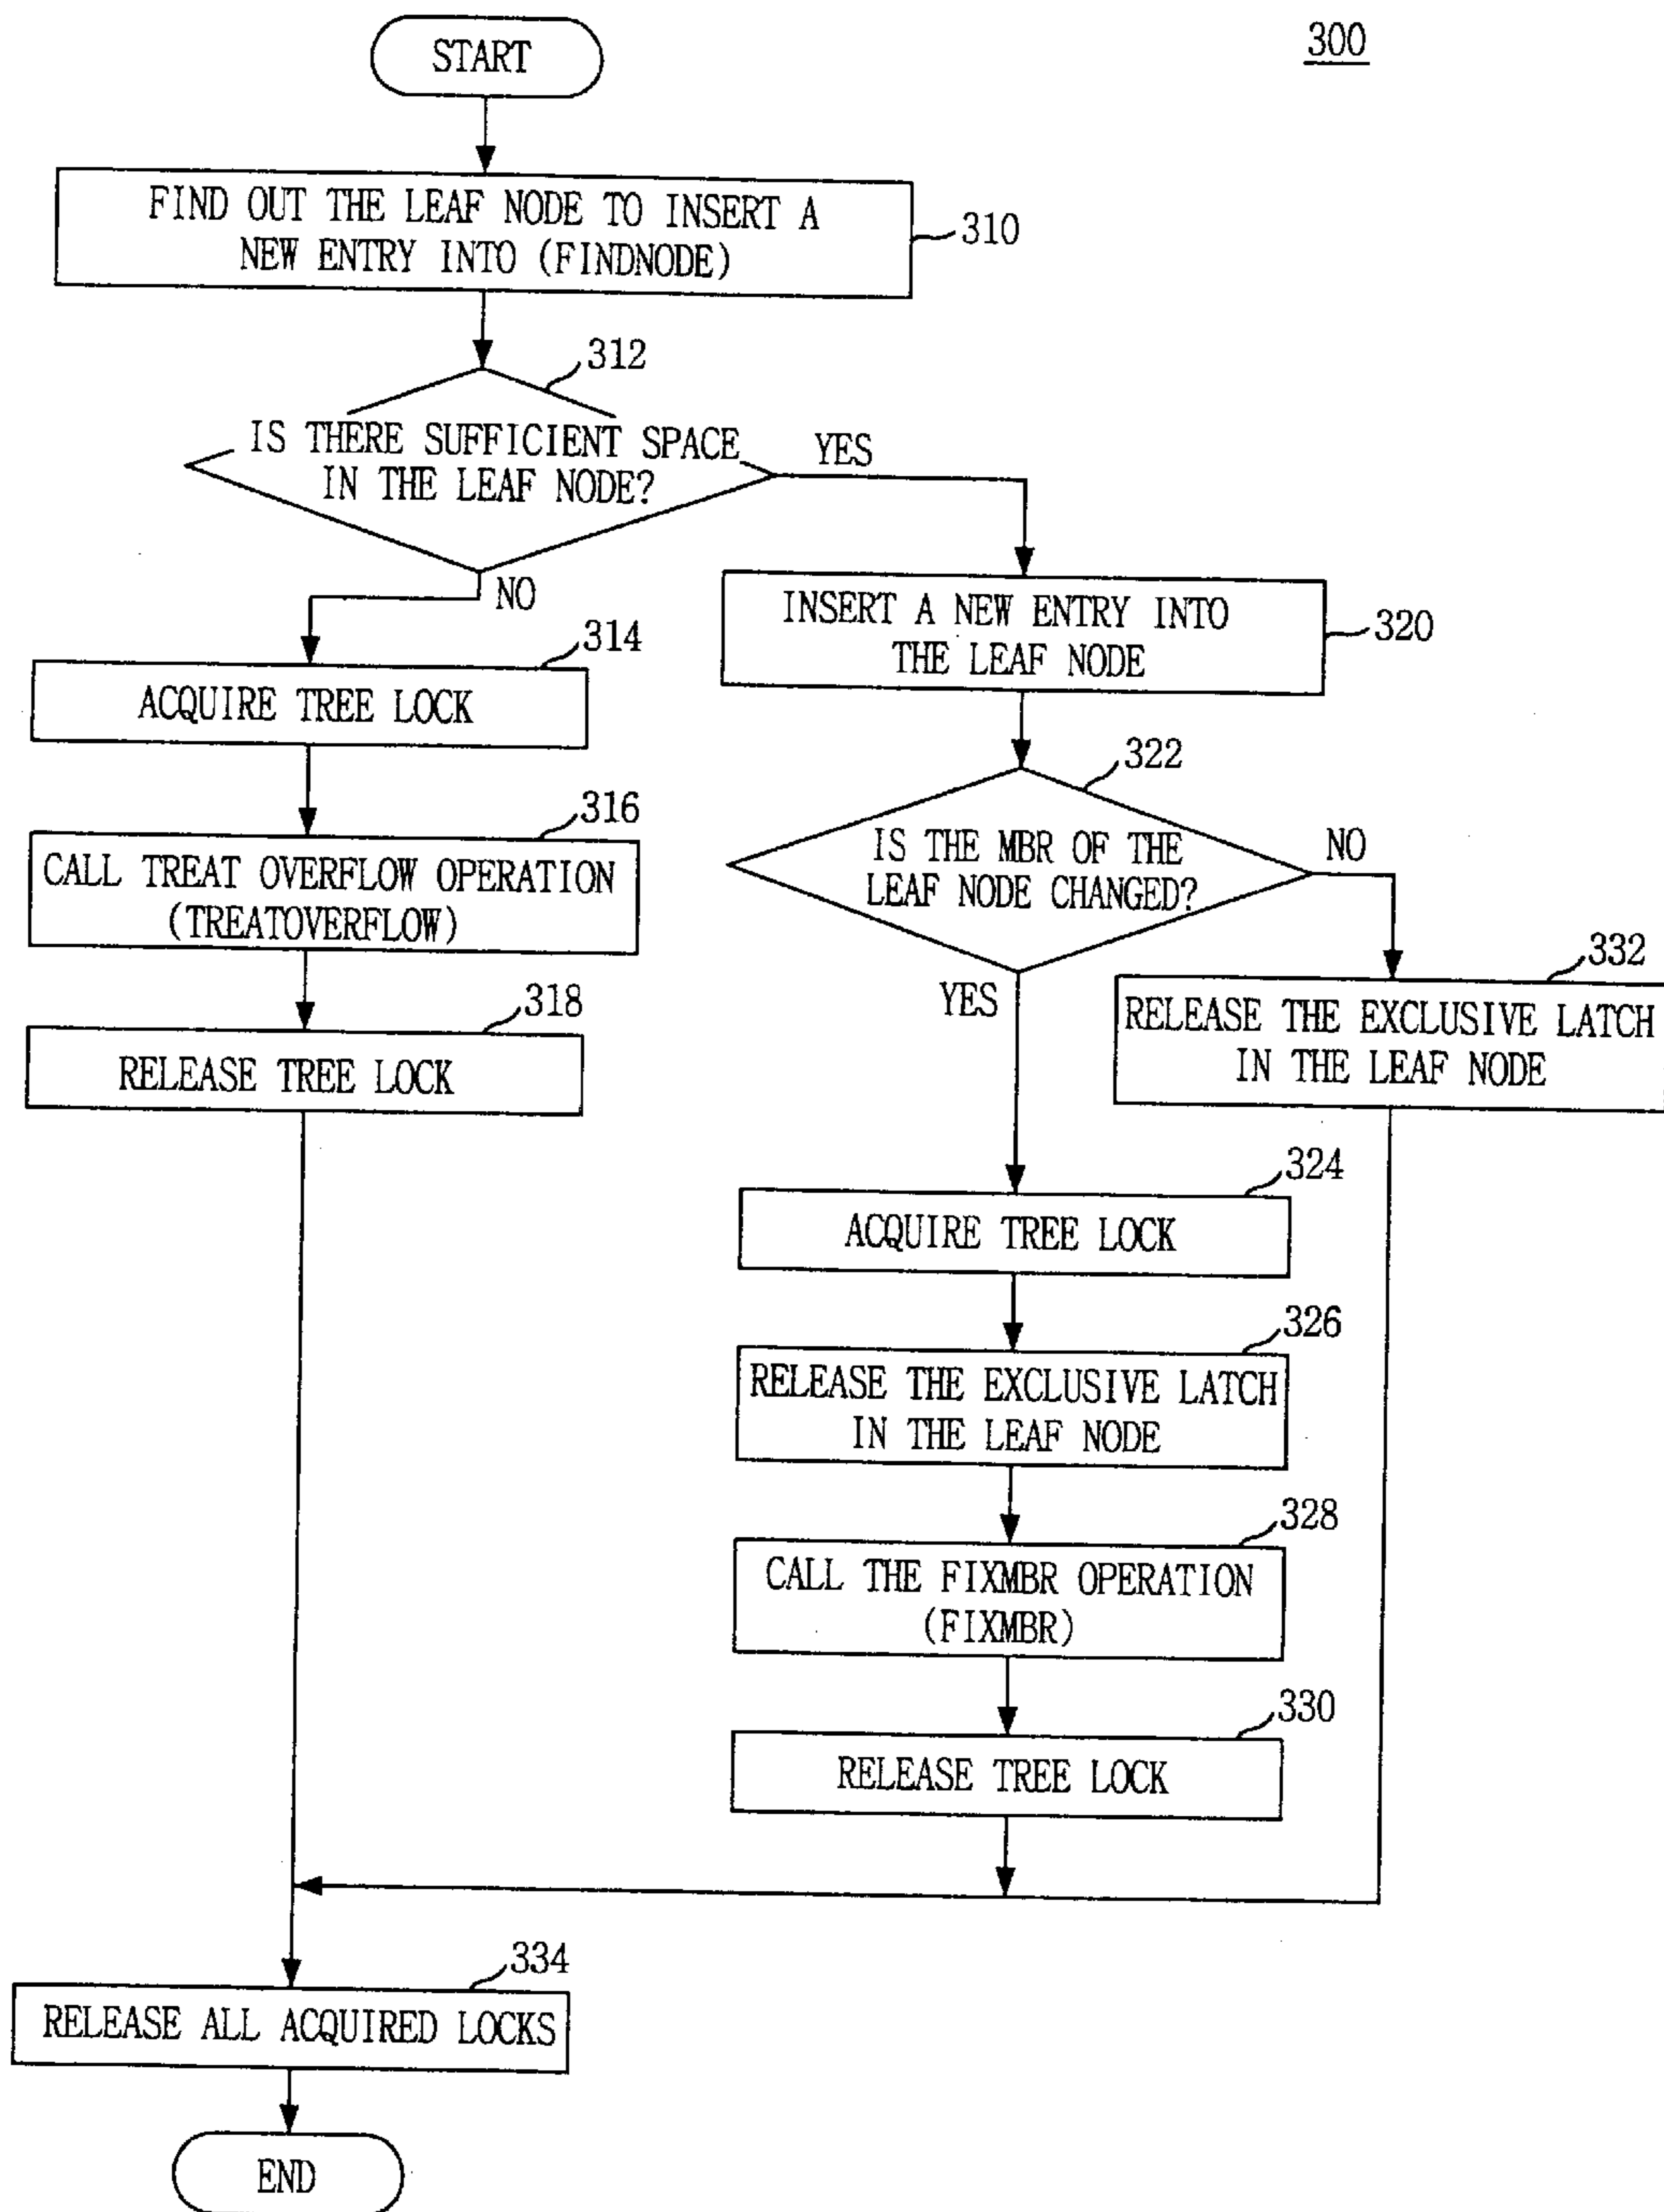 300
START
FIND OUT THE LEAF NODE TO INSERT A
NEW ENTRY INTO (FINDNODE)
310
312
IS THERE SUFFICIENT SPACE
IN THE LEAF NODE?
YES
NO
314
ACQUIRE TREE LOCK
316
CALL TREAT OVERFLOW OPERATION
(TREATOVERFLOW)
318
RELEASE TREE LOCK
INSERT A NEW ENTRY INTO
THE LEAF NODE
320
322
IS THE MBR OF THE
LEAF NODE CHANGED?
NO
YES
332
RELEASE THE EXCLUSIVE LATCH
IN THE LEAF NODE
324
ACQUIRE TREE LOCK
326
RELEASE THE EXCLUSIVE LATCH
IN THE LEAF NODE
328
CALL THE FIXMBR OPERATION
(FIXMBR)
330
RELEASE TREE LOCK
334
RELEASE ALL ACQUIRED LOCKS
END